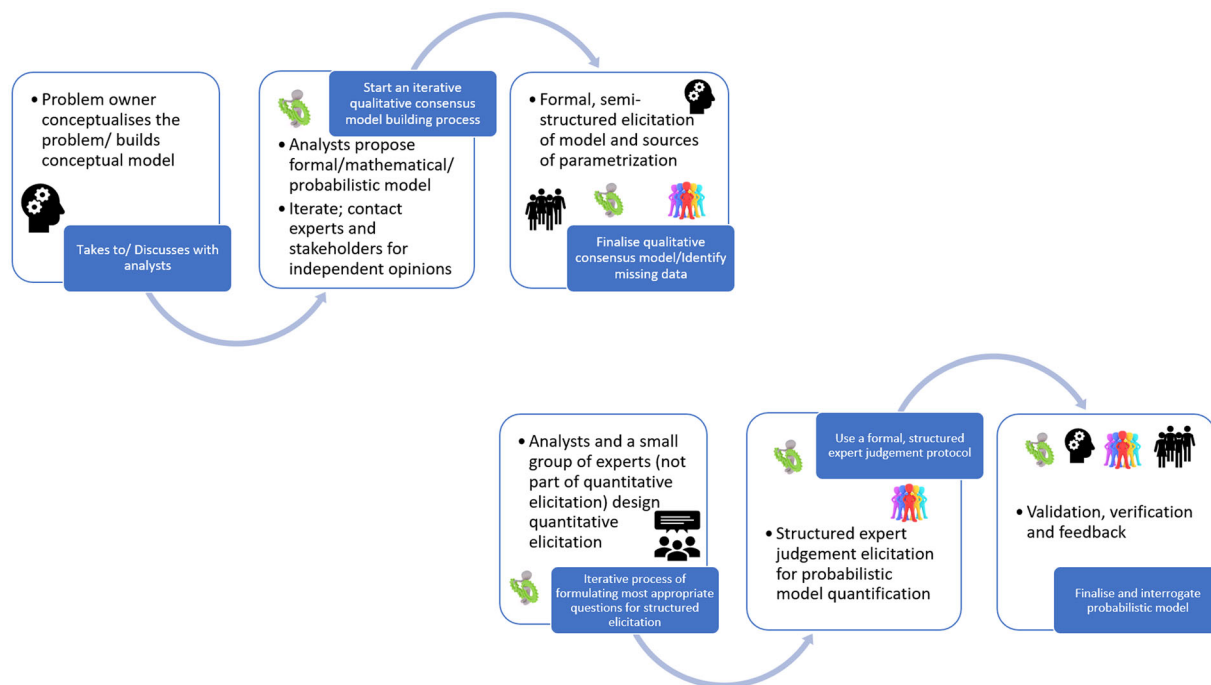 • Problem owner
conceptualises the
problem/ builds
conceptual model
Takes to/ Discusses with
analysts
Start an iterative
qualitative consensus
model building process
• Analysts propose
formal/mathematical/
probabilistic model
• Iterate; contact
experts and
stakeholders for
independent opinions
• Formal, semi-
structured elicitation
of model and sources
of parametrization
Finalise qualitative
consensus model/Identify
missing data
• Analysts and a small
group of experts (not
part of quantitative
elicitation) design
quantitative
elicitation
Iterative process of
formulating most appropriate
questions for structured
elicitation
Use a formal, structured
expert judgement protocol
• Structured expert
judgement elicitation
for probabilistic
model quantification
• Validation, verification
and feedback
Finalise and interrogate
probabilistic model